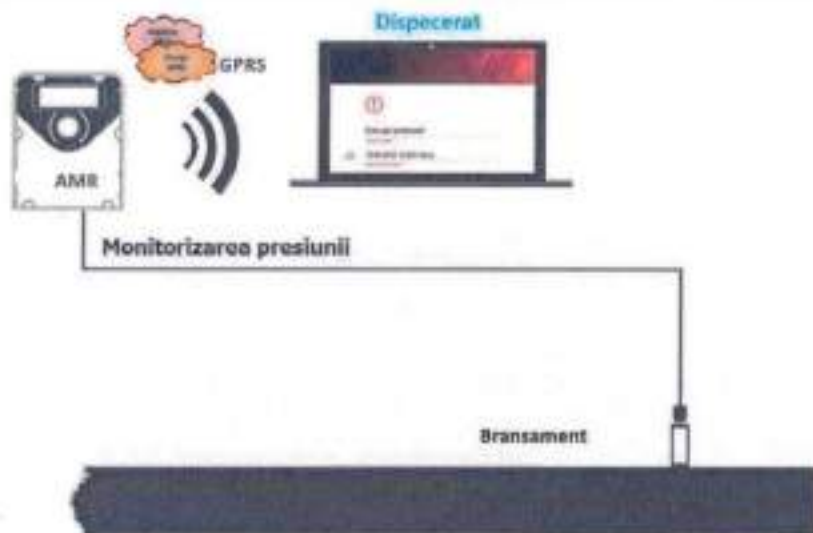 Dispecerat
GPRS
AMR
Monitorizarea presiunii
Bransament